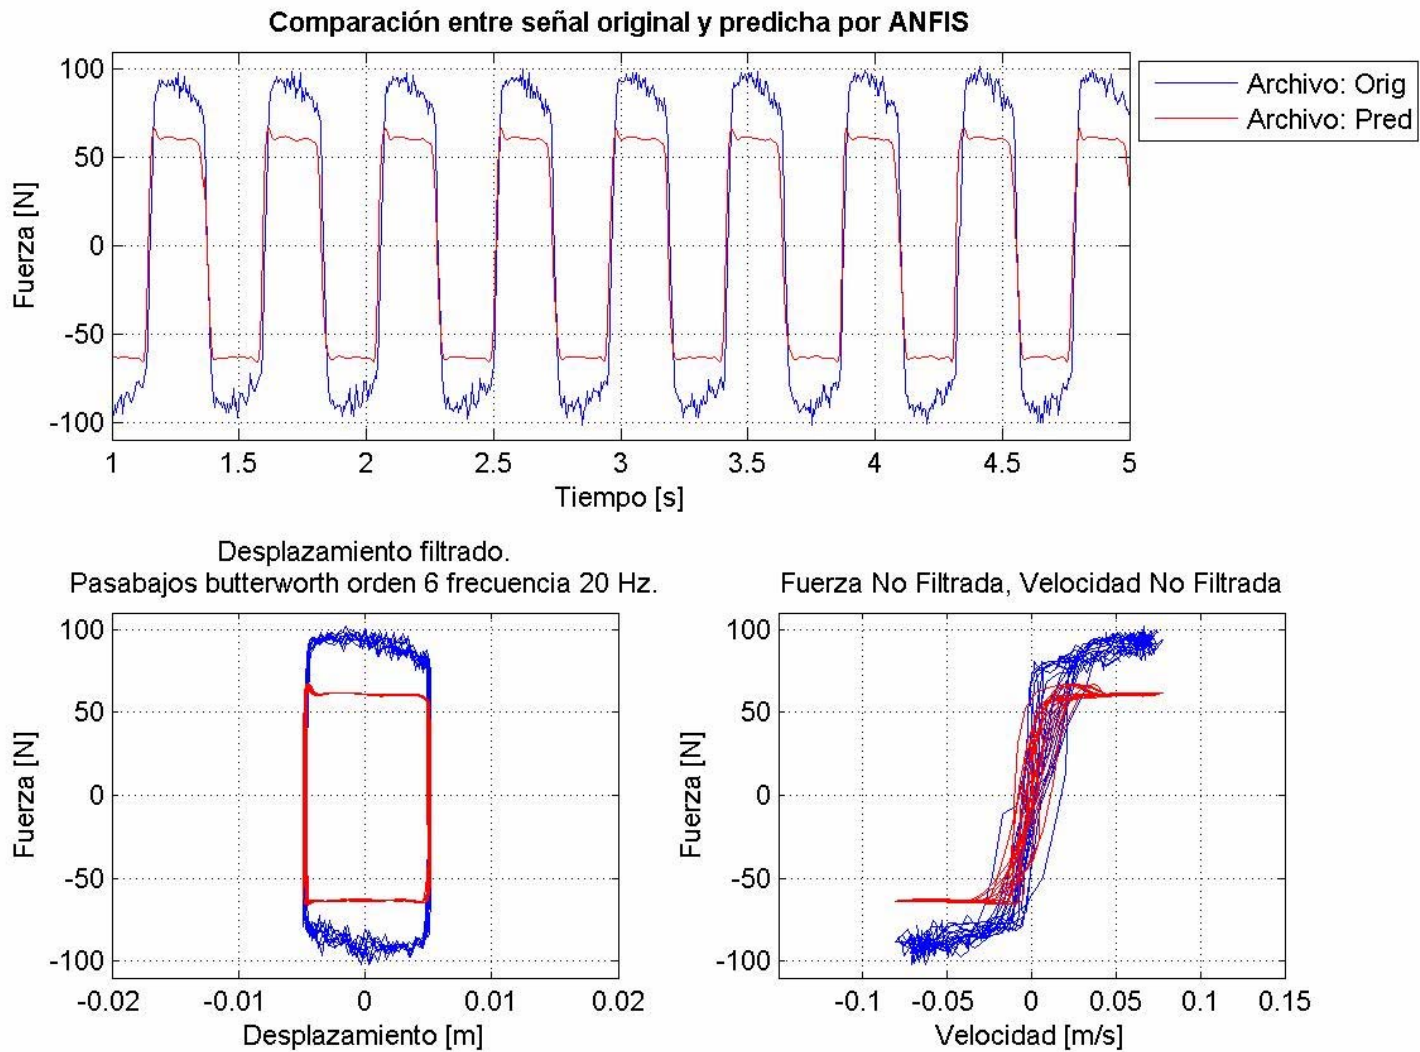 Comparación entre señal original y predicha por ANFIS
100
50
0
-50
-100
Fuerza [N]
1 1.5 2 2.5 3 3.5 4 4.5 5
Tiempo [s]
Archivo: Orig
Archivo: Pred
Desplazamiento filtrado.
Pasabajos butterworth orden 6 frecuencia 20 Hz.
100
50
0
-50
-100
Fuerza [N]
-0.02 -0.01 0 0.01 0.02
Desplazamiento [m]
Fuerza No Filtrada, Velocidad No Filtrada
100
50
0
-50
-100
Fuerza [N]
-0.1 -0.05 0 0.05 0.1 0.15
Velocidad [m/s]